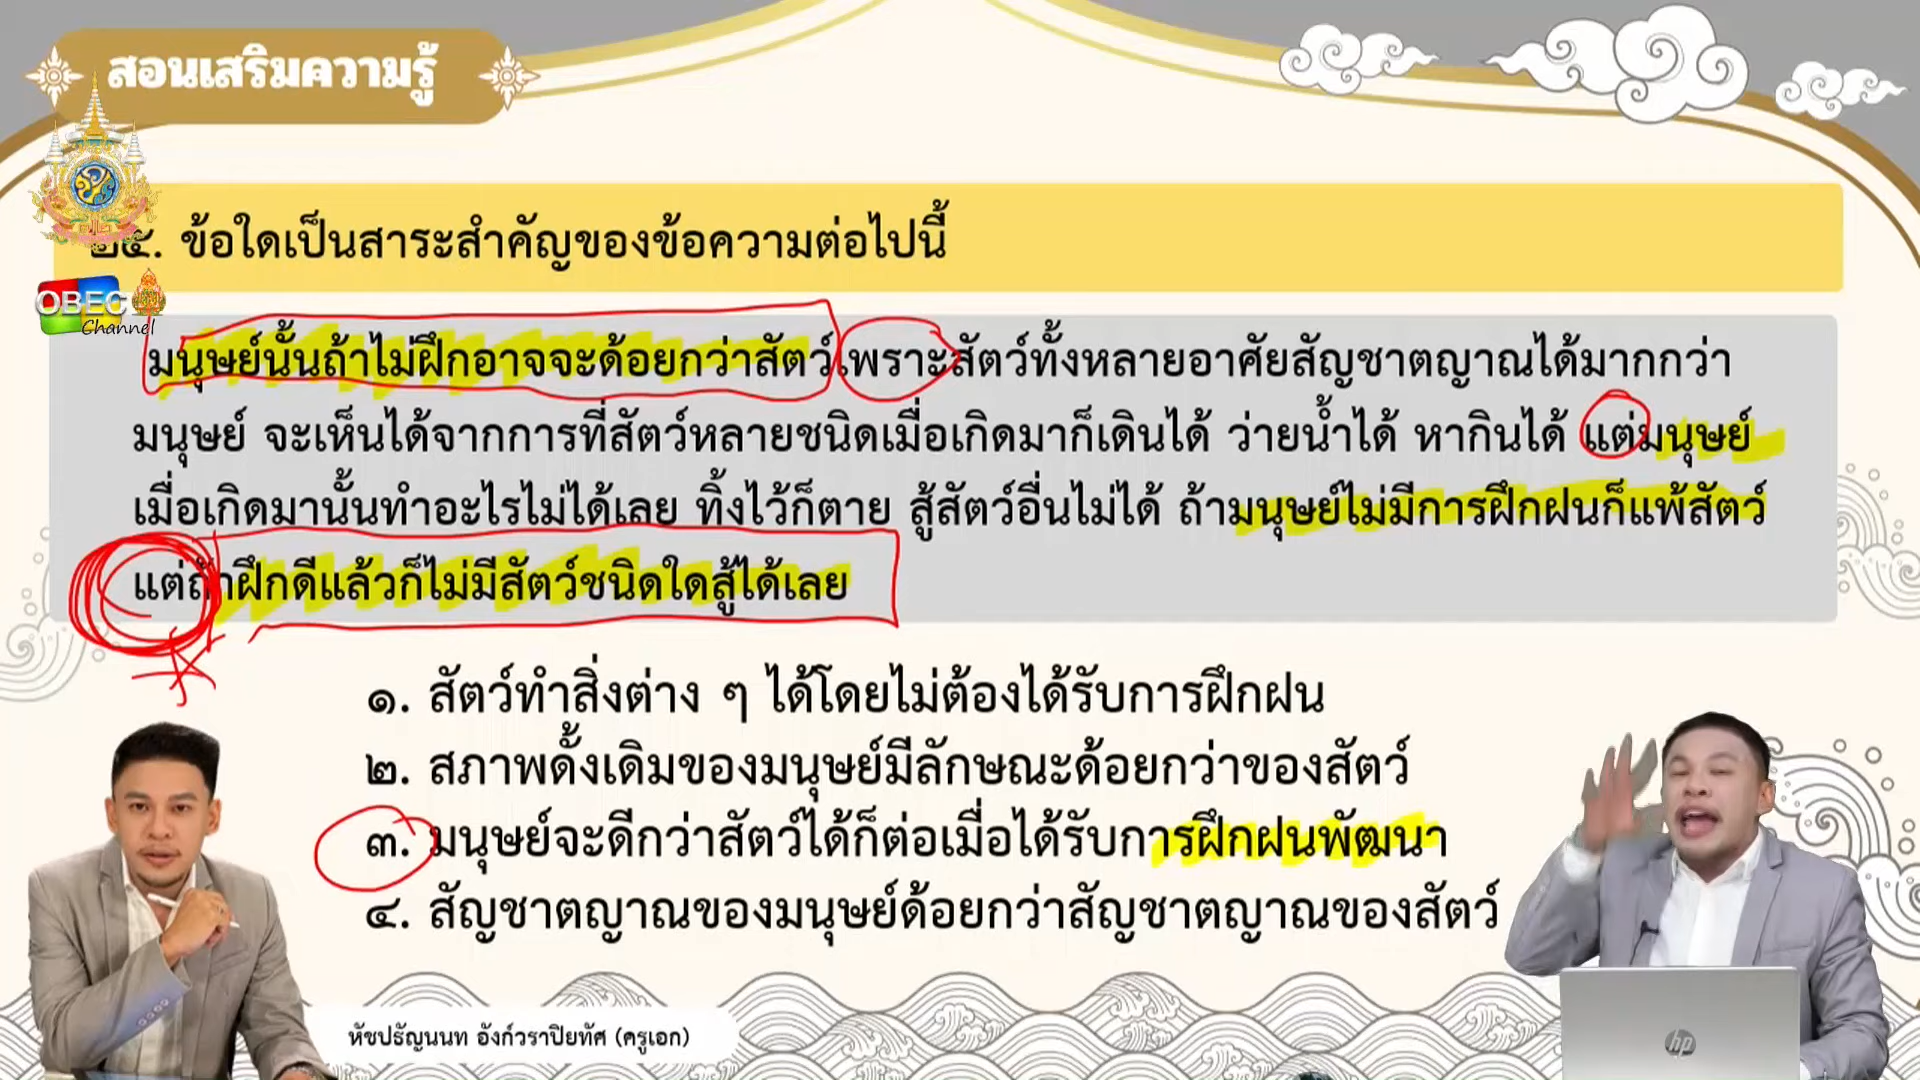 สอนเสริมความรู้
๒๔. ข้อใดเป็นสาระสำคัญของข้อความต่อไปนี้
OBEC
Channel
มนุษย์นั้นถ้าไม่ฝึกอาจจะด้อยกว่าสัตว์ เพราะสัตว์ทั้งหลายอาศัยสัญชาตญาณได้มากกว่า
มนุษย์ จะเห็นได้จากการที่สัตว์หลายชนิดเมื่อเกิดมาก็เดินได้ ว่ายน้ำได้ หากินได้ แต่มนุษย์
เมื่อเกิดมานั้นทำอะไรไม่ได้เลย ทิ้งไว้ก็ตาย สู้สัตว์อื่นไม่ได้ ถ้ามนุษย์ไม่มีการฝึกฝนก็แพ้สัตว์
แต่ถ้าฝึกดีแล้วก็ไม่มีสัตว์ชนิดใดสู้ได้เลย
๑. สัตว์ทำสิ่งต่าง ๆ ได้โดยไม่ต้องได้รับการฝึกฝน
๒. สภาพดั้งเดิมของมนุษย์มีลักษณะด้อยกว่าของสัตว์
๓. มนุษย์จะดีกว่าสัตว์ได้ก็ต่อเมื่อได้รับการฝึกฝนพัฒนา
๔. สัญชาตญาณของมนุษย์ด้อยกว่าสัญชาตญาณของสัตว์
หัชปรัญนนท อังก์วราปิยทัศ (ครูเอก)
hp